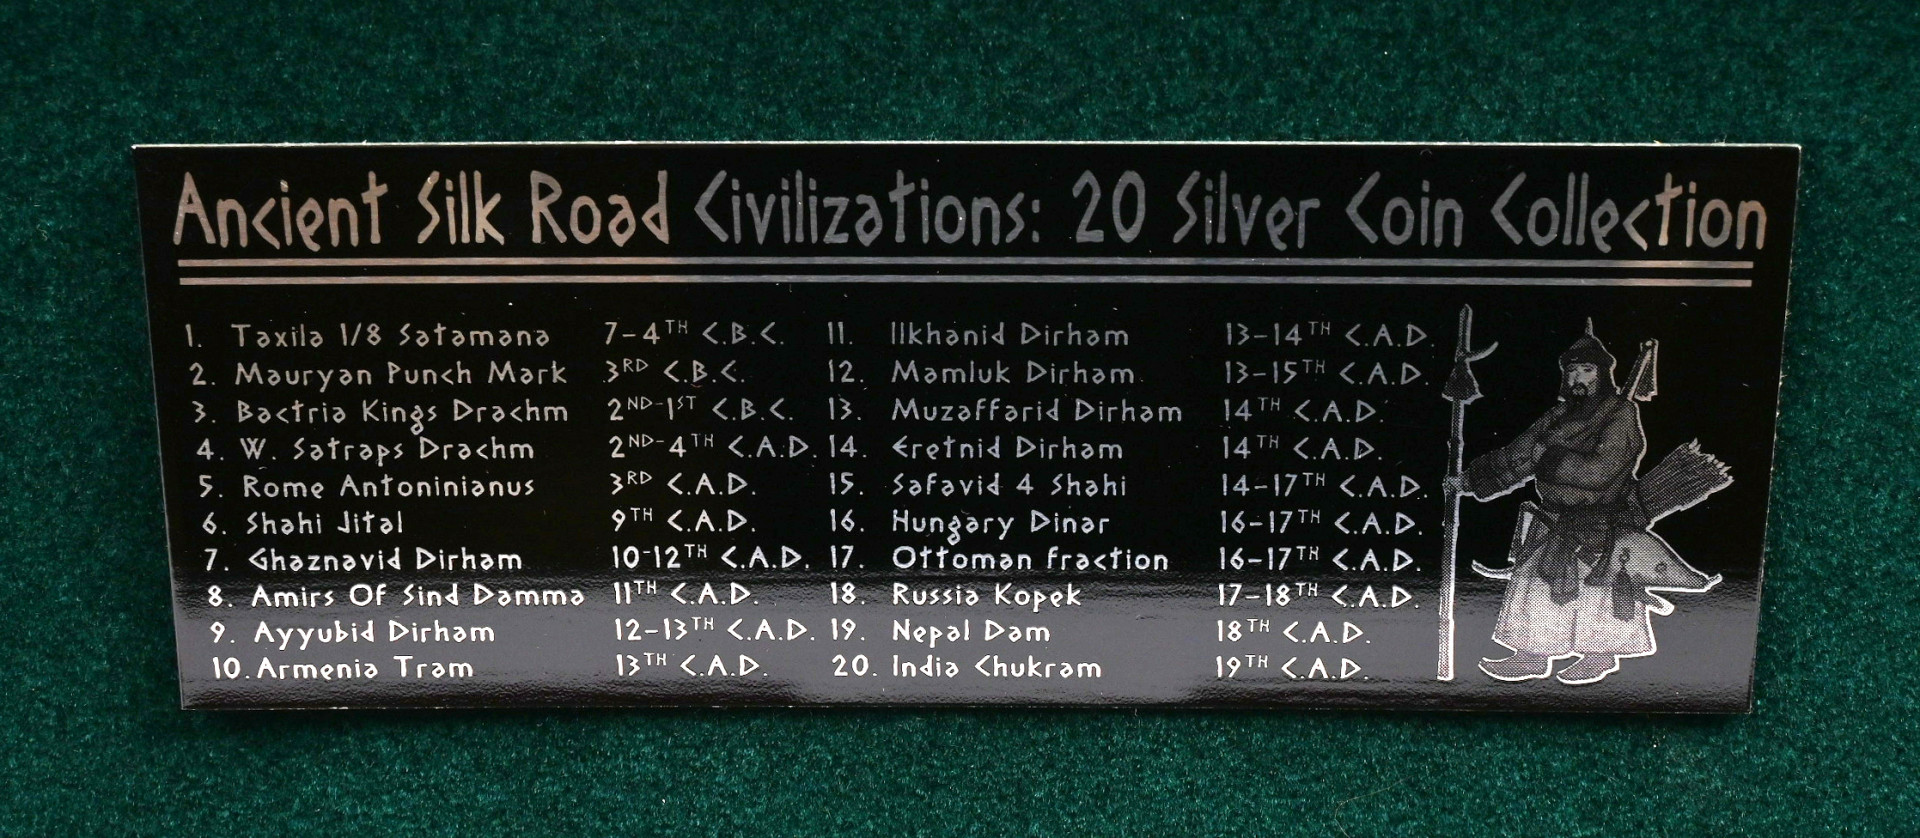 Ancient Silk Road Civilizations: 20 Silver Coin Collection
1. Taxila 1/8 Satamana 7-4TH C.B.C.
2. Mauryan Punch Mark 3RD C.B.C.
3. Bactria Kings Drachm 2ND-1ST C.B.C.
4. W. Satraps Drachm 2ND-4TH C.A.D.
5. Rome Antoninianus 3RD C.A.D.
6. Shahi Jital 9TH C.A.D.
7. Ghaznavid Dirham 10-12TH C.A.D.
8. Amirs Of Sind Damma 11TH C.A.D.
9. Ayyubid Dirham 12-13TH C.A.D.
10. Armenia Tram 13TH C.A.D.
11. Ilkhanid Dirham 13-14TH C.A.D.
12. Mamluk Dirham 13-15TH C.A.D.
13. Muzaffarid Dirham 14TH C.A.D.
14. Eretnid Dirham 14TH C.A.D.
15. Safavid 4 Shahi 14-17TH C.A.D.
16. Hungary Dinar 16-17TH C.A.D.
17. Ottoman Fraction 16-17TH C.A.D.
18. Russia Kopek 17-18TH C.A.D.
19. Nepal Dam 18TH C.A.D.
20. India Chukram 19TH C.A.D.